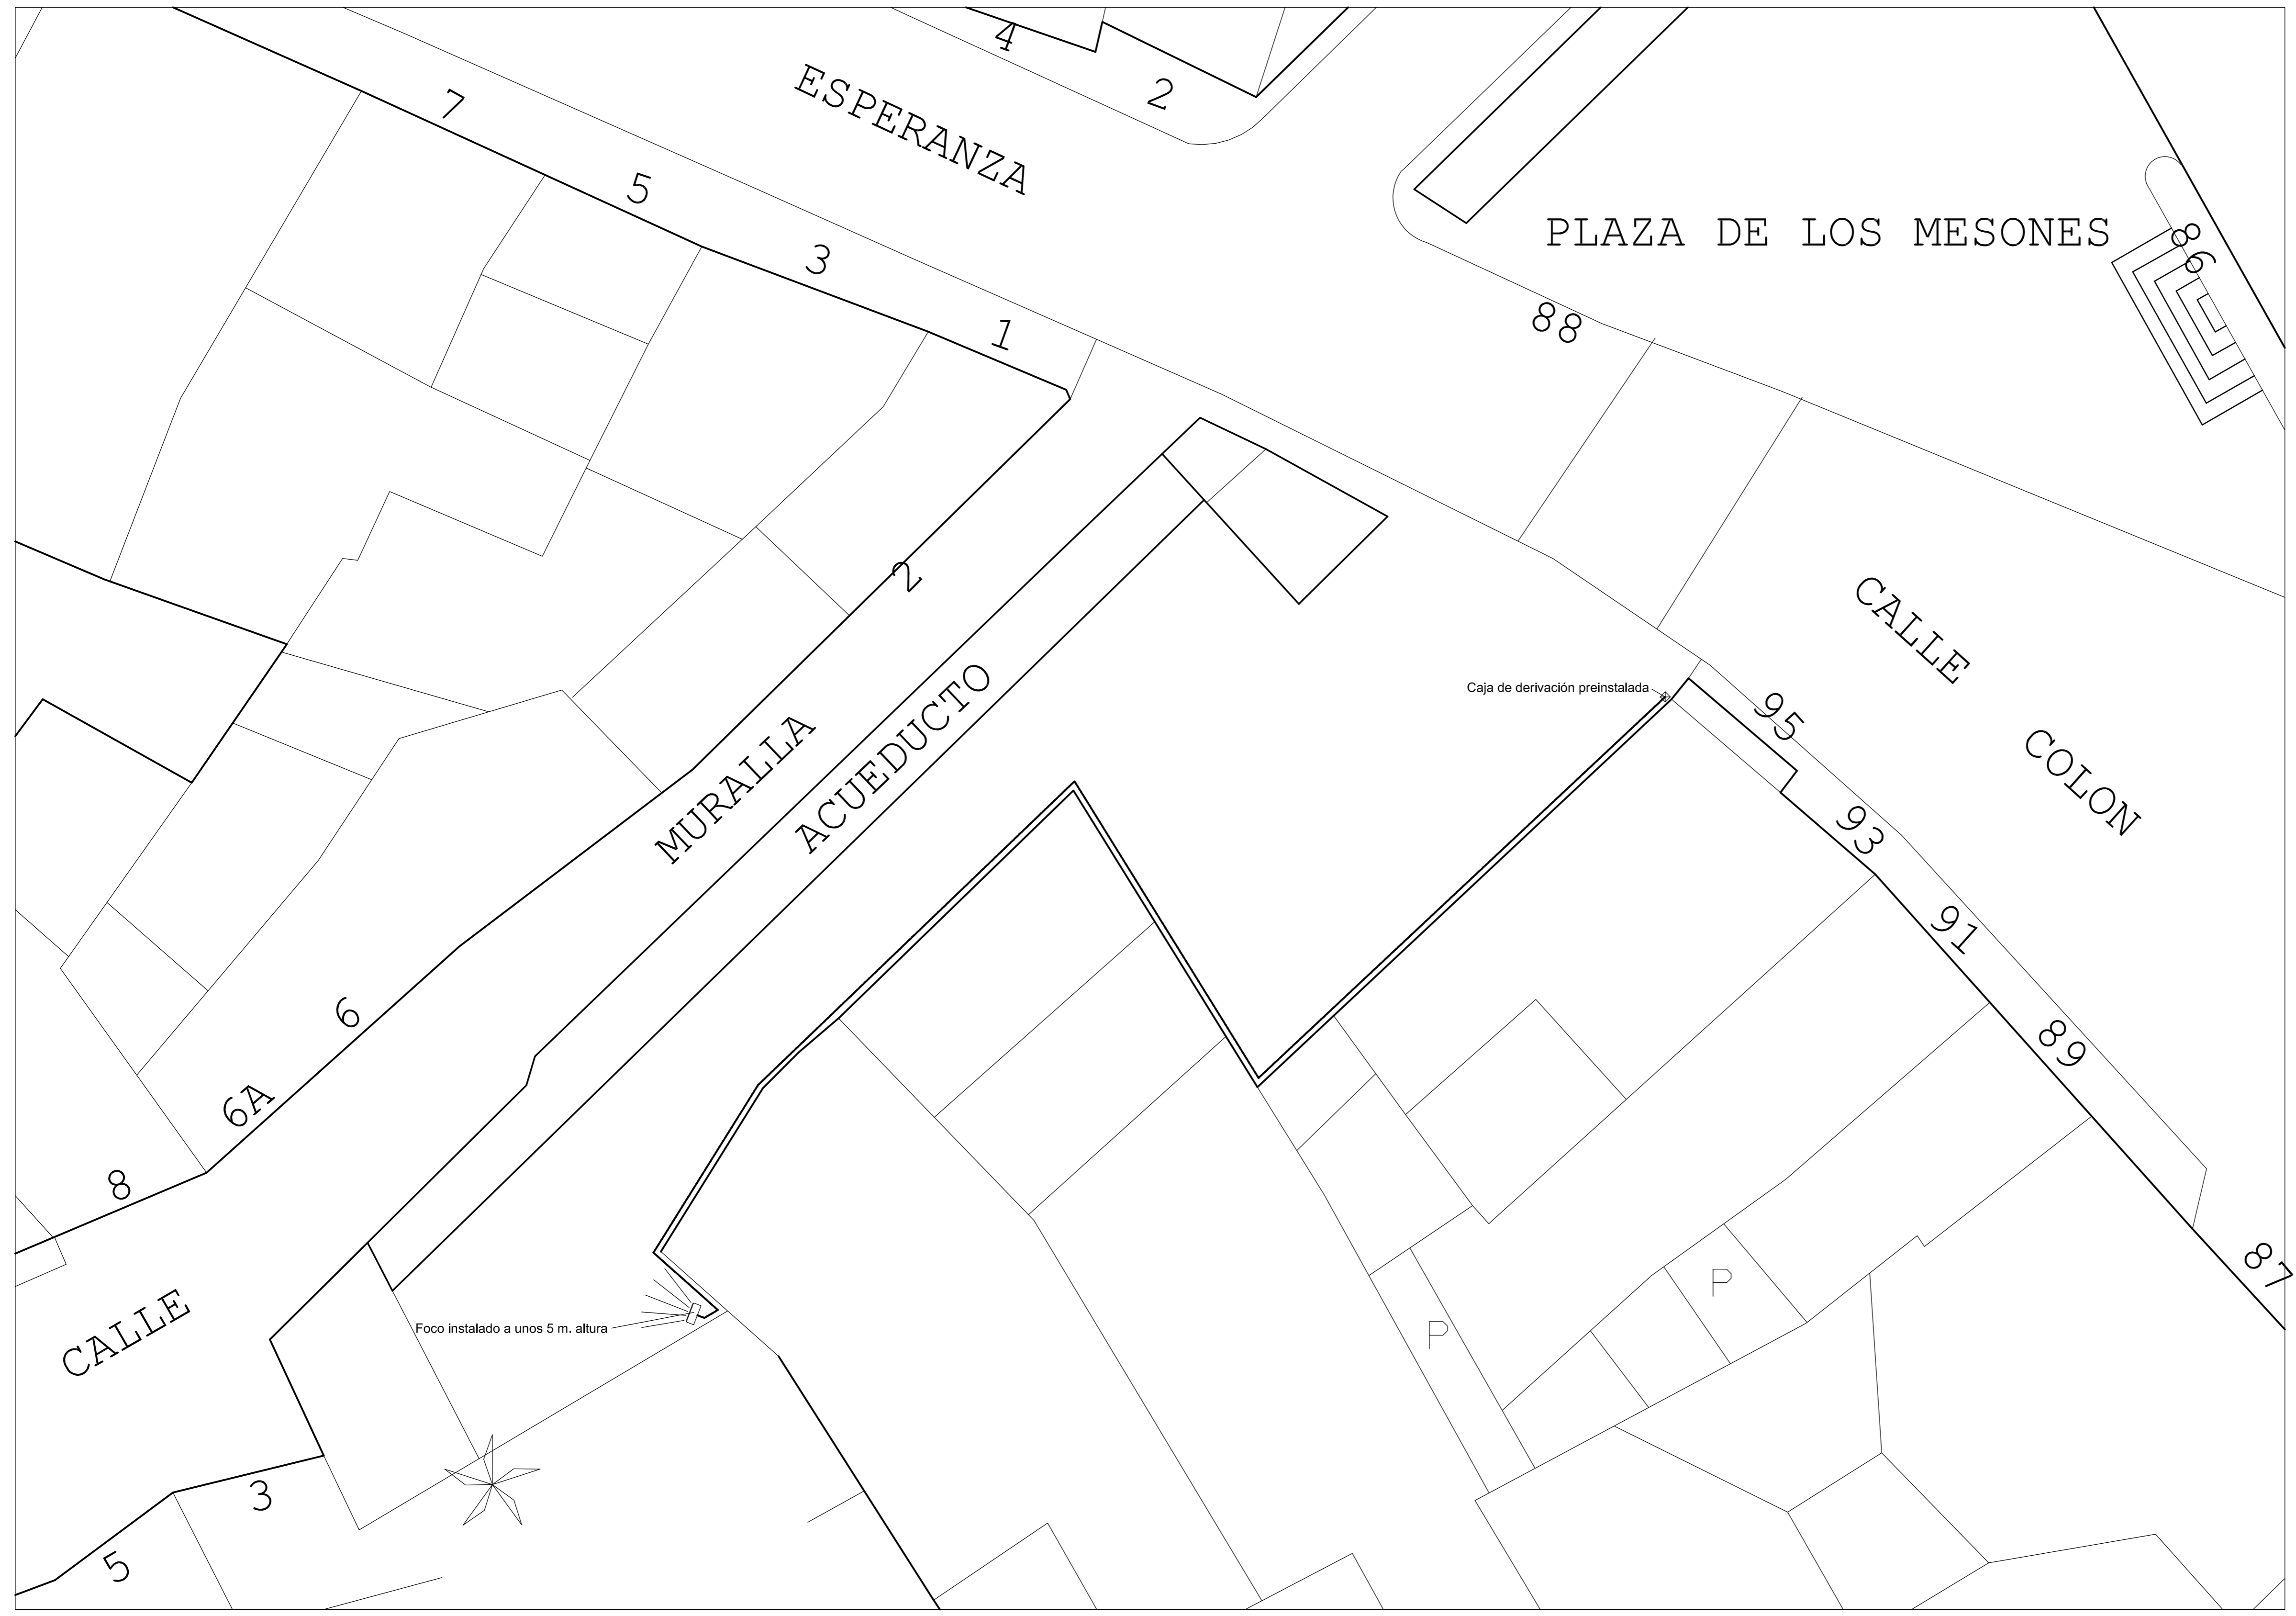 4
2
7
ESPERANZA
5
3
1
PLAZA DE LOS MESONES
86
88
2
CALLE
COLON
Caja de derivación preinstalada
95
MURALLA
ACUEDUCTO
93
91
6
89
6A
8
87
P
P
CALLE
Foco instalado a unos 5 m. altura
3
5